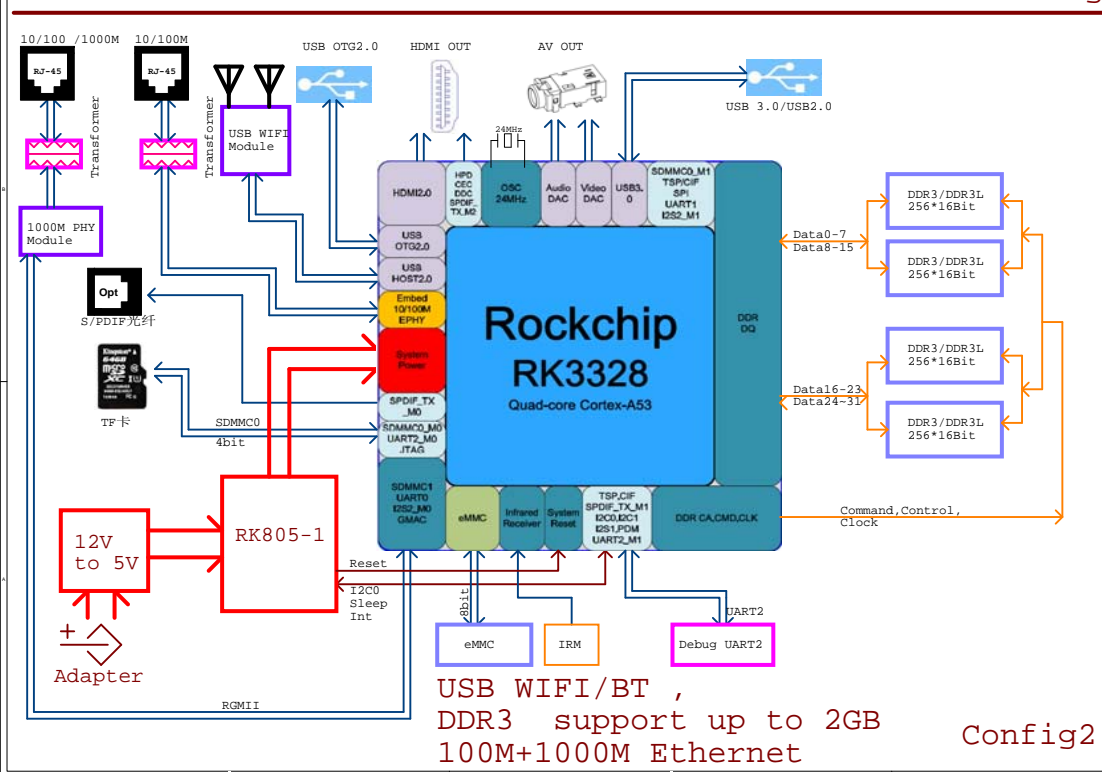 10/100 /1000M
10/100M
USB OTG2.0
HDMI OUT
AV OUT
RJ-45
RJ-45
USB 3.0/USB2.0
Transformer
Transformer
USB WIFI
Module
24MHz
HDMI2.0
HPD
CEC
DDC
SPDIF_
TX_M2
OSC
24MHz
Audio
DAC
Video
DAC
USB3.
0
SDMMC0_M1
TSP/CIF
SPI
UART1
I2S2_M1
DDR3/DDR3L
256*16Bit
1000M PHY
Module
USB
OTG2.0
Data0-7
Data8-15
DDR3/DDR3L
256*16Bit
USB
HOST2.0
Opt
S/PDIF光纤
Embed
10/100M
EPHY
Rockchip
RK3328
Quad-core Cortex-A53
DDR
DQ
System
Power
DDR3/DDR3L
256*16Bit
Kingston
64GB
micro
XC I
TF卡
SPDIF_TX
_M0
Data16-23
Data24~31
DDR3/DDR3L
256*16Bit
SDMMC0
4bit
SDMMC0_M0
UART2_M0
JTAG
SDMMC1
UART0
I2S2_M0
GMAC
eMMC
Infrared
Receiver
System
Reset
TSP,CIF
SPDIF_TX_M1
I2C0,I2C1
I2S1,PDM
UART2_M1
DDR CA,CMD,CLK
Command,Control,
Clock
12V
to 5V
RK805-1
Reset
I2C0
Sleep
Int
8bit
UART2
+
Adapter
eMMC
IRM
Debug UART2
RGMII
USB WIFI/BT ,
DDR3 support up to 2GB
100M+1000M Ethernet
Config2
B
A